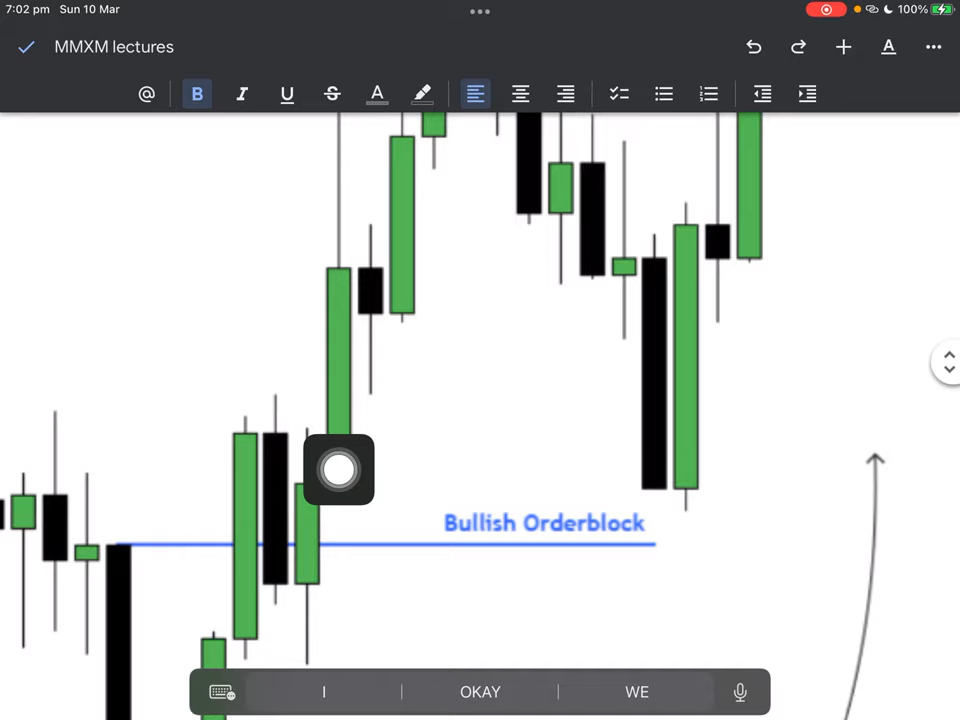 7:02 pm Sun 10 Mar
100%
MMXM lectures
A
@ B I U S A
Bullish Orderblock
I OKAY WE